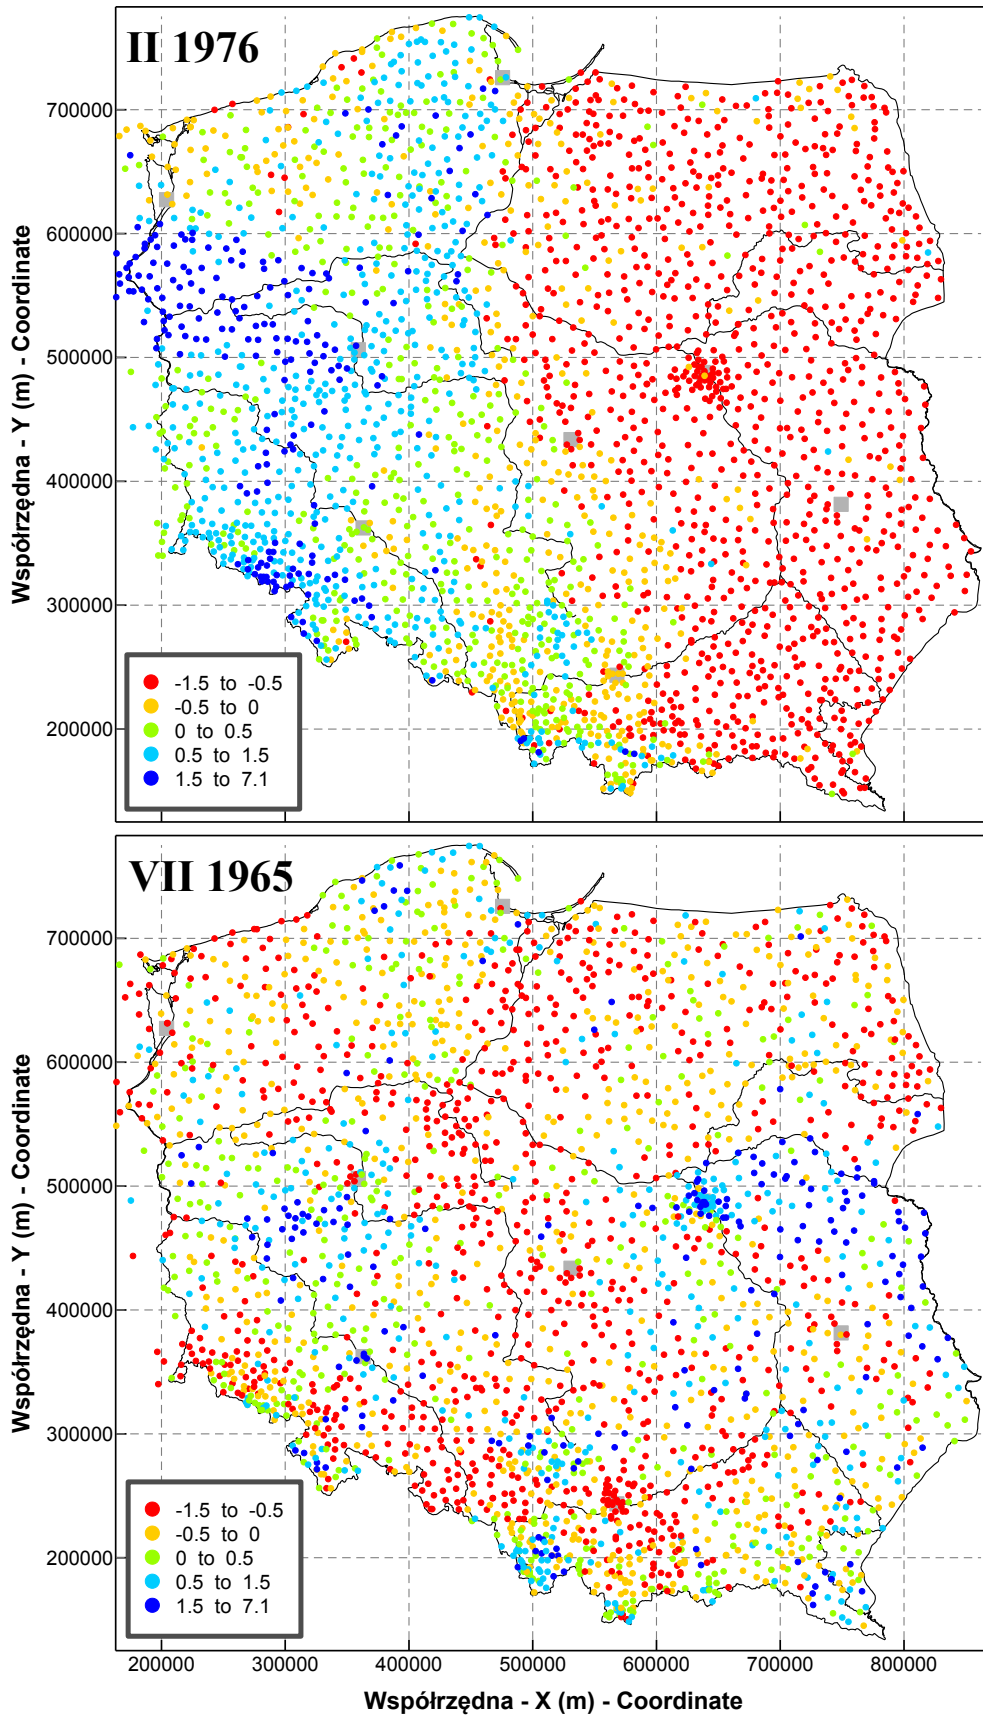 II 1976
700000
600000
500000
400000
300000
200000
Współrzędna - Y (m) - Coordinate
-1.5 to -0.5
-0.5 to 0
0 to 0.5
0.5 to 1.5
1.5 to 7.1
VII 1965
700000
600000
500000
400000
300000
200000
Współrzędna - Y (m) - Coordinate
-1.5 to -0.5
-0.5 to 0
0 to 0.5
0.5 to 1.5
1.5 to 7.1
200000 300000 400000 500000 600000 700000 800000
Współrzędna - X (m) - Coordinate